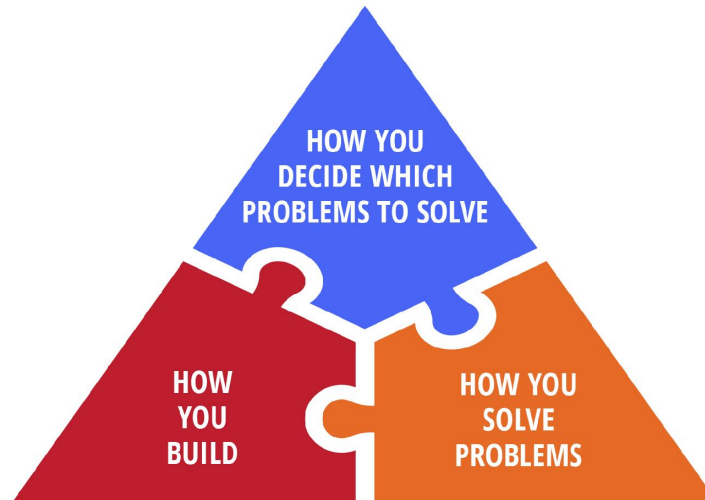 HOW YOU
DECIDE WHICH
PROBLEMS TO SOLVE
HOW
YOU
BUILD
HOW YOU
SOLVE
PROBLEMS